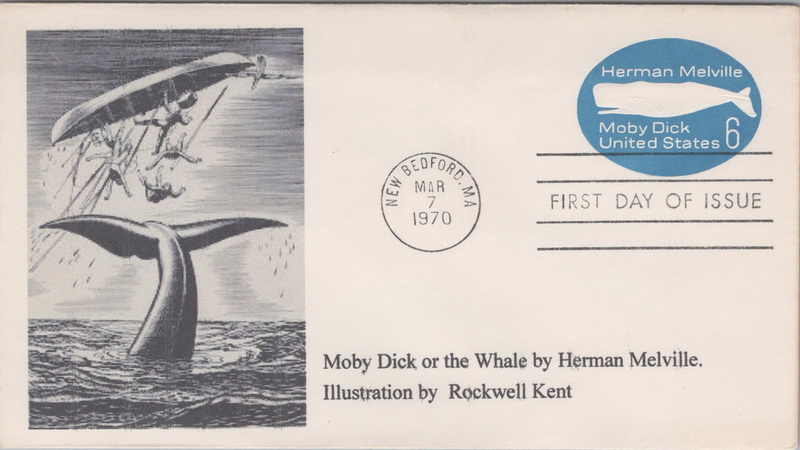 Herman Melville
Moby Dick
United States 6
NEW BEDFORD.MA
MAR
7
1970
FIRST DAY OF ISSUE
Moby Dick or the Whale by Herman Melville.
Illustration by Rockwell Kent